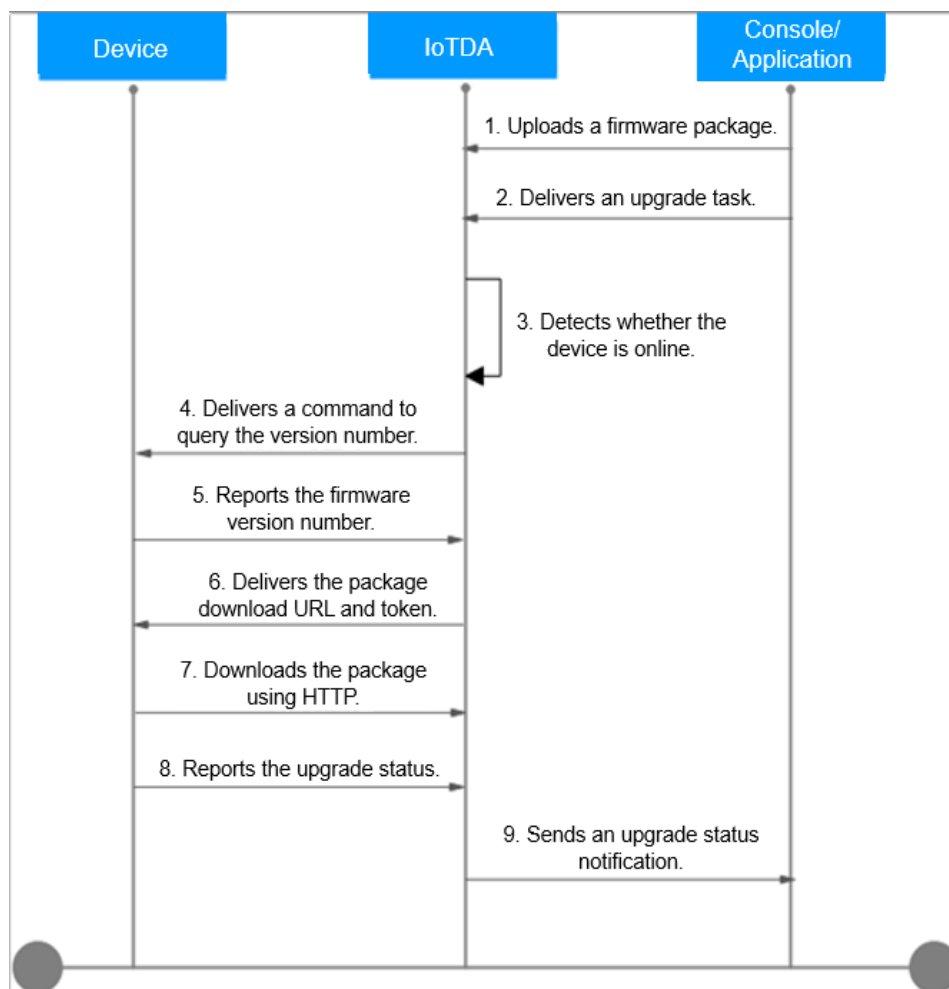 Device
IoTDA
Console/
Application
1. Uploads a firmware package.
2. Delivers an upgrade task.
3. Detects whether the
device is online.
4. Delivers a command to
query the version number.
5. Reports the firmware
version number.
6. Delivers the package
download URL and token.
7. Downloads the package
using HTTP.
8. Reports the upgrade status.
9. Sends an upgrade status
notification.